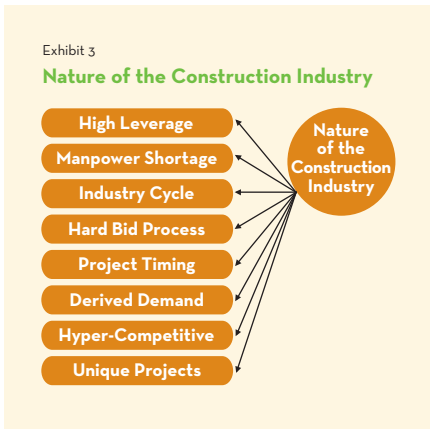 Exhibit 3
Nature of the Construction Industry
High Leverage
Manpower Shortage
Industry Cycle
Hard Bid Process
Project Timing
Derived Demand
Hyper-Competitive
Unique Projects
Nature
of the
Construction
Industry